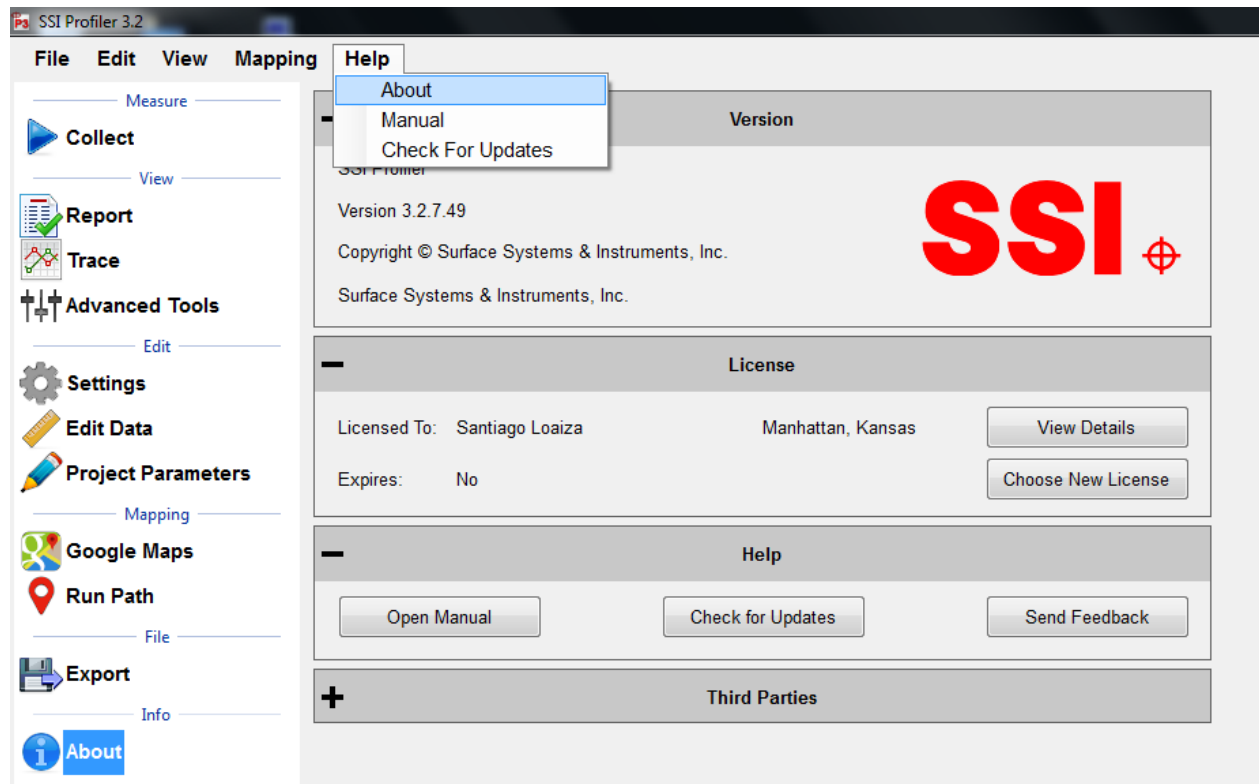 P3 SSI Profiler 3.2
File Edit View Mapping Help
About
Manual
Check For Updates
Measure
Collect
View
Report
Trace
Advanced Tools
Edit
Settings
Edit Data
Project Parameters
Mapping
Google Maps
Run Path
File
Export
Info
About
Version
SSI Profiler
Version 3.2.7.49
Copyright © Surface Systems & Instruments, Inc.
Surface Systems & Instruments, Inc.
SSI
License
Licensed To: Santiago Loaiza Manhattan, Kansas View Details
Expires: No Choose New License
Help
Open Manual Check for Updates Send Feedback
Third Parties